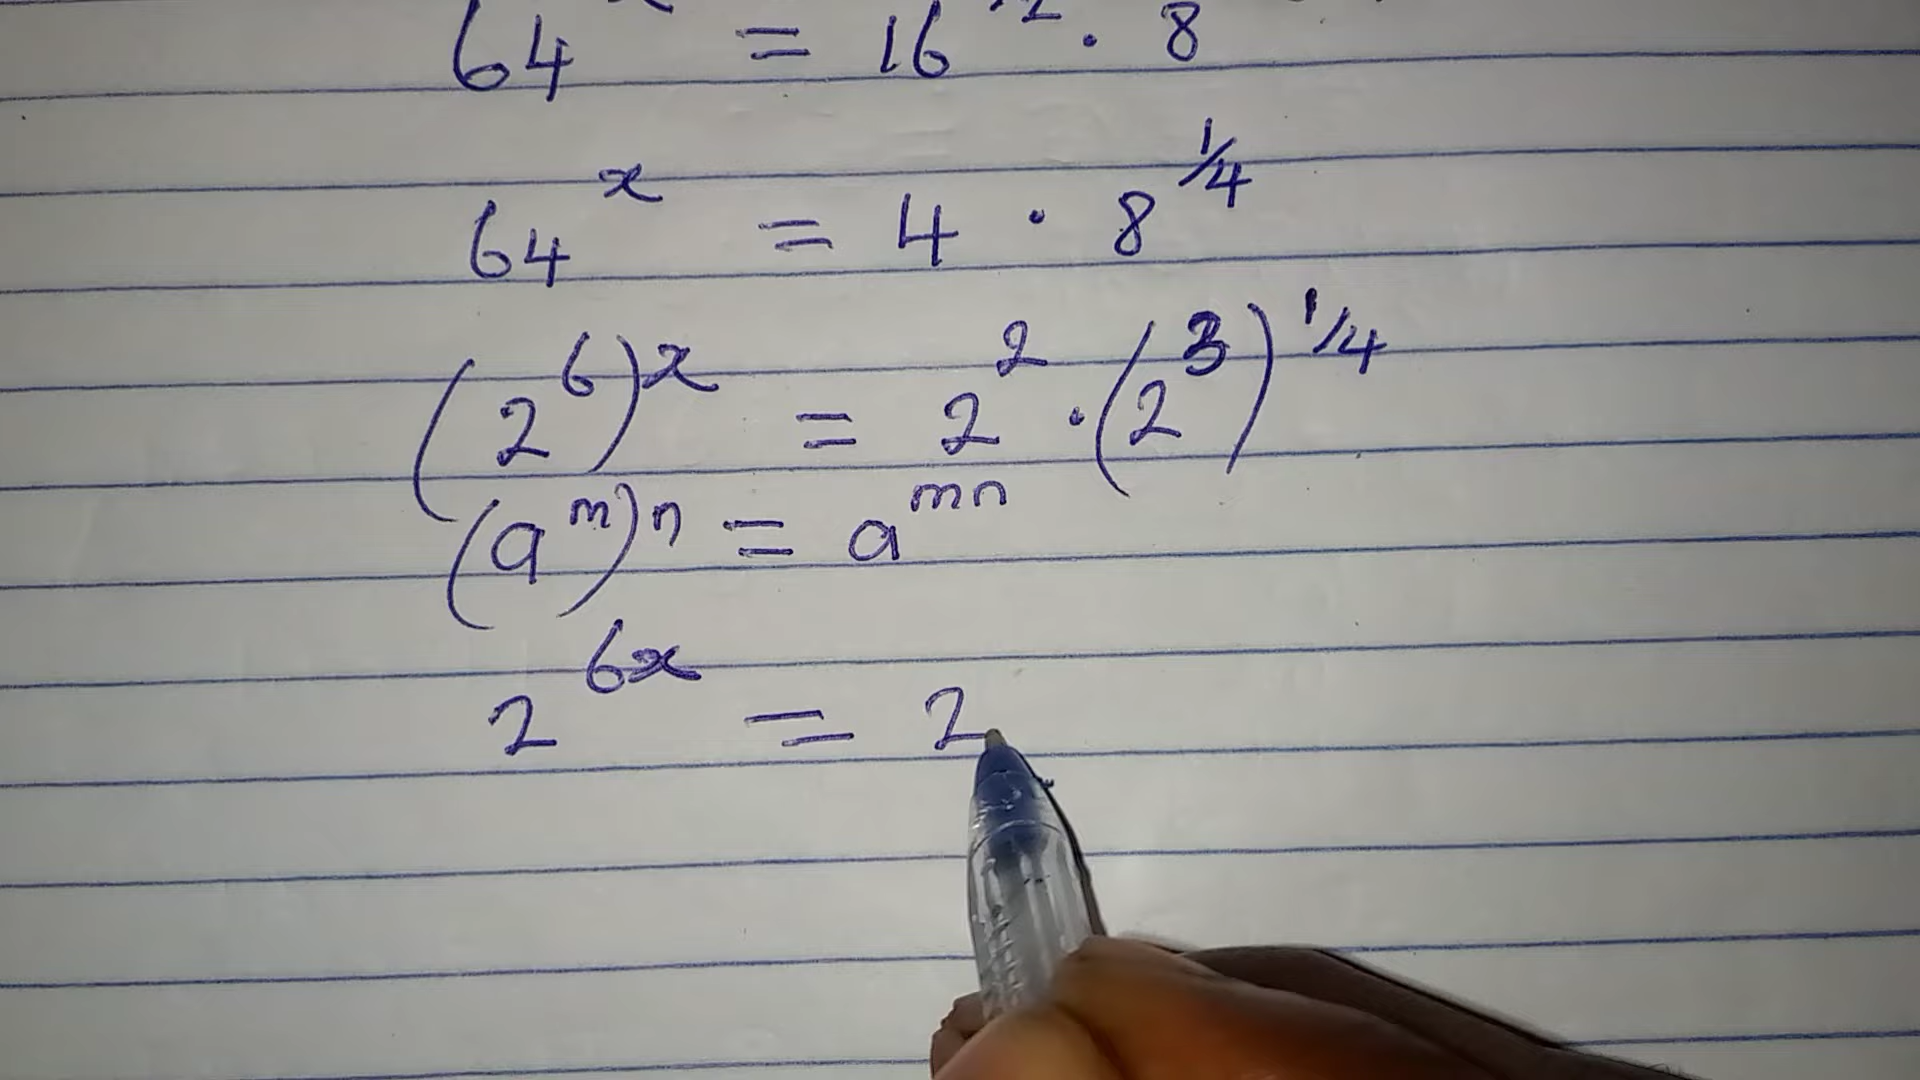 64^x = 16^½ · 8
64^x = 4 · 8^1/4
(2^6)^x = 2^2 · (2^3)^1/4
(a^m)^n = a^mn
2^6x = 2